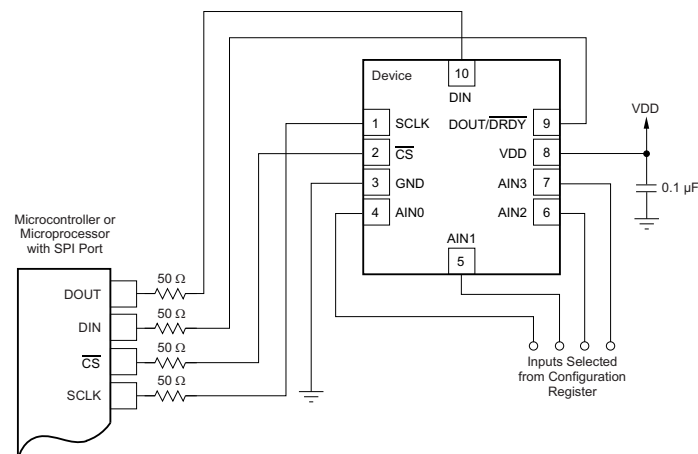 Device
10
DIN
1 SCLK
DOUT/DRDY 9
VDD
2 CS
VDD 8
3 GND
AIN3 7
0.1 µF
4 AIN0
AIN2 6
AIN1
5
Microcontroller or
Microprocessor
with SPI Port
DOUT
50 Ω
DIN
50 Ω
CS
50 Ω
SCLK
50 Ω
Inputs Selected
from Configuration
Register